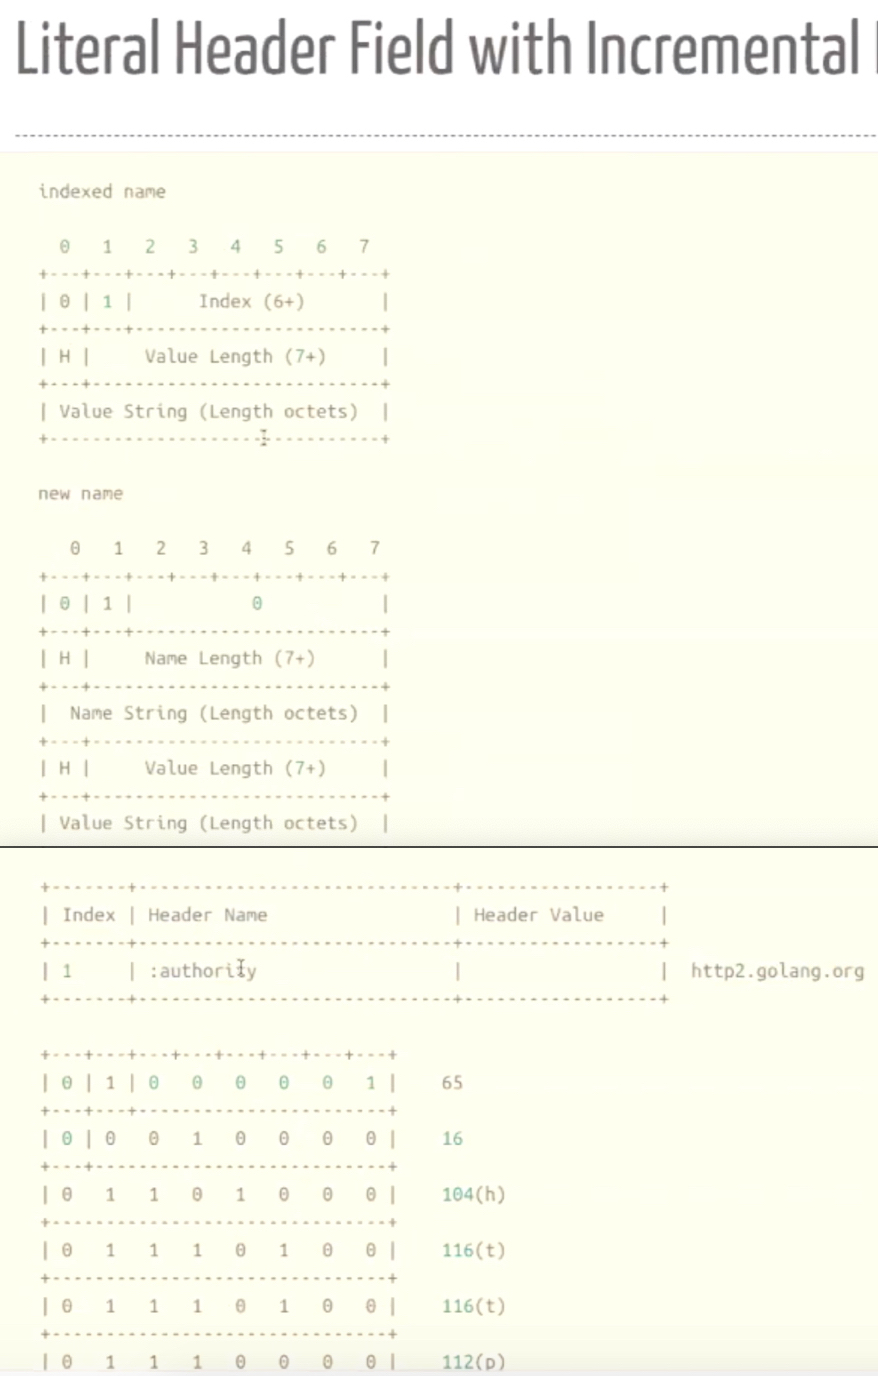 Literal Header Field with Incremental
indexed name
0 1 2 3 4 5 6 7
+---+---+---+---+---+---+---+---+
| 0 | 1 | Index (6+) |
+---+---+-----------------------+
| H | Value Length (7+) |
+---+---------------------------+
| Value String (Length octets) |
+-------------------------------+
new name
0 1 2 3 4 5 6 7
+---+---+---+---+---+---+---+---+
| 0 | 1 | 0 |
+---+---+-----------------------+
| H | Name Length (7+) |
+---+---------------------------+
| Name String (Length octets) |
+---+---------------------------+
| H | Value Length (7+) |
+---+---------------------------+
| Value String (Length octets) |
+-------+-----------------------------+------------------+
| Index | Header Name | Header Value |
+-------+-----------------------------+------------------+
| 1 | :authority | | http2.golang.org
+-------+-----------------------------+------------------+
+---+---+---+---+---+---+---+---+
| 0 | 1 | 0 0 0 0 0 1 | 65
+---+---+-----------------------+
| 0 | 0 0 1 0 0 0 0 | 16
+---+---------------------------+
| 0 1 1 0 1 0 0 0 | 104(h)
+-------------------------------+
| 0 1 1 1 0 1 0 0 | 116(t)
+-------------------------------+
| 0 1 1 1 0 1 0 0 | 116(t)
+-------------------------------+
| 0 1 1 1 0 0 0 0 | 112(p)